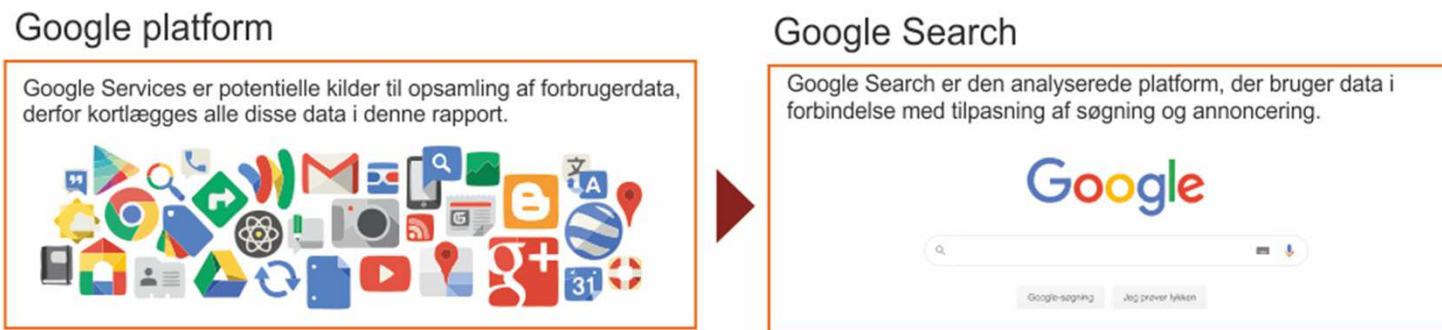 Google platform
Google Services er potentielle kilder til opsamling af forbrugerdata,
derfor kortlægges alle disse data i denne rapport.
31
Google Search
Google Search er den analyserede platform, der bruger data i
forbindelse med tilpasning af søgning og annoncering.
Google
Google-søgning
Jeg prøver lykken